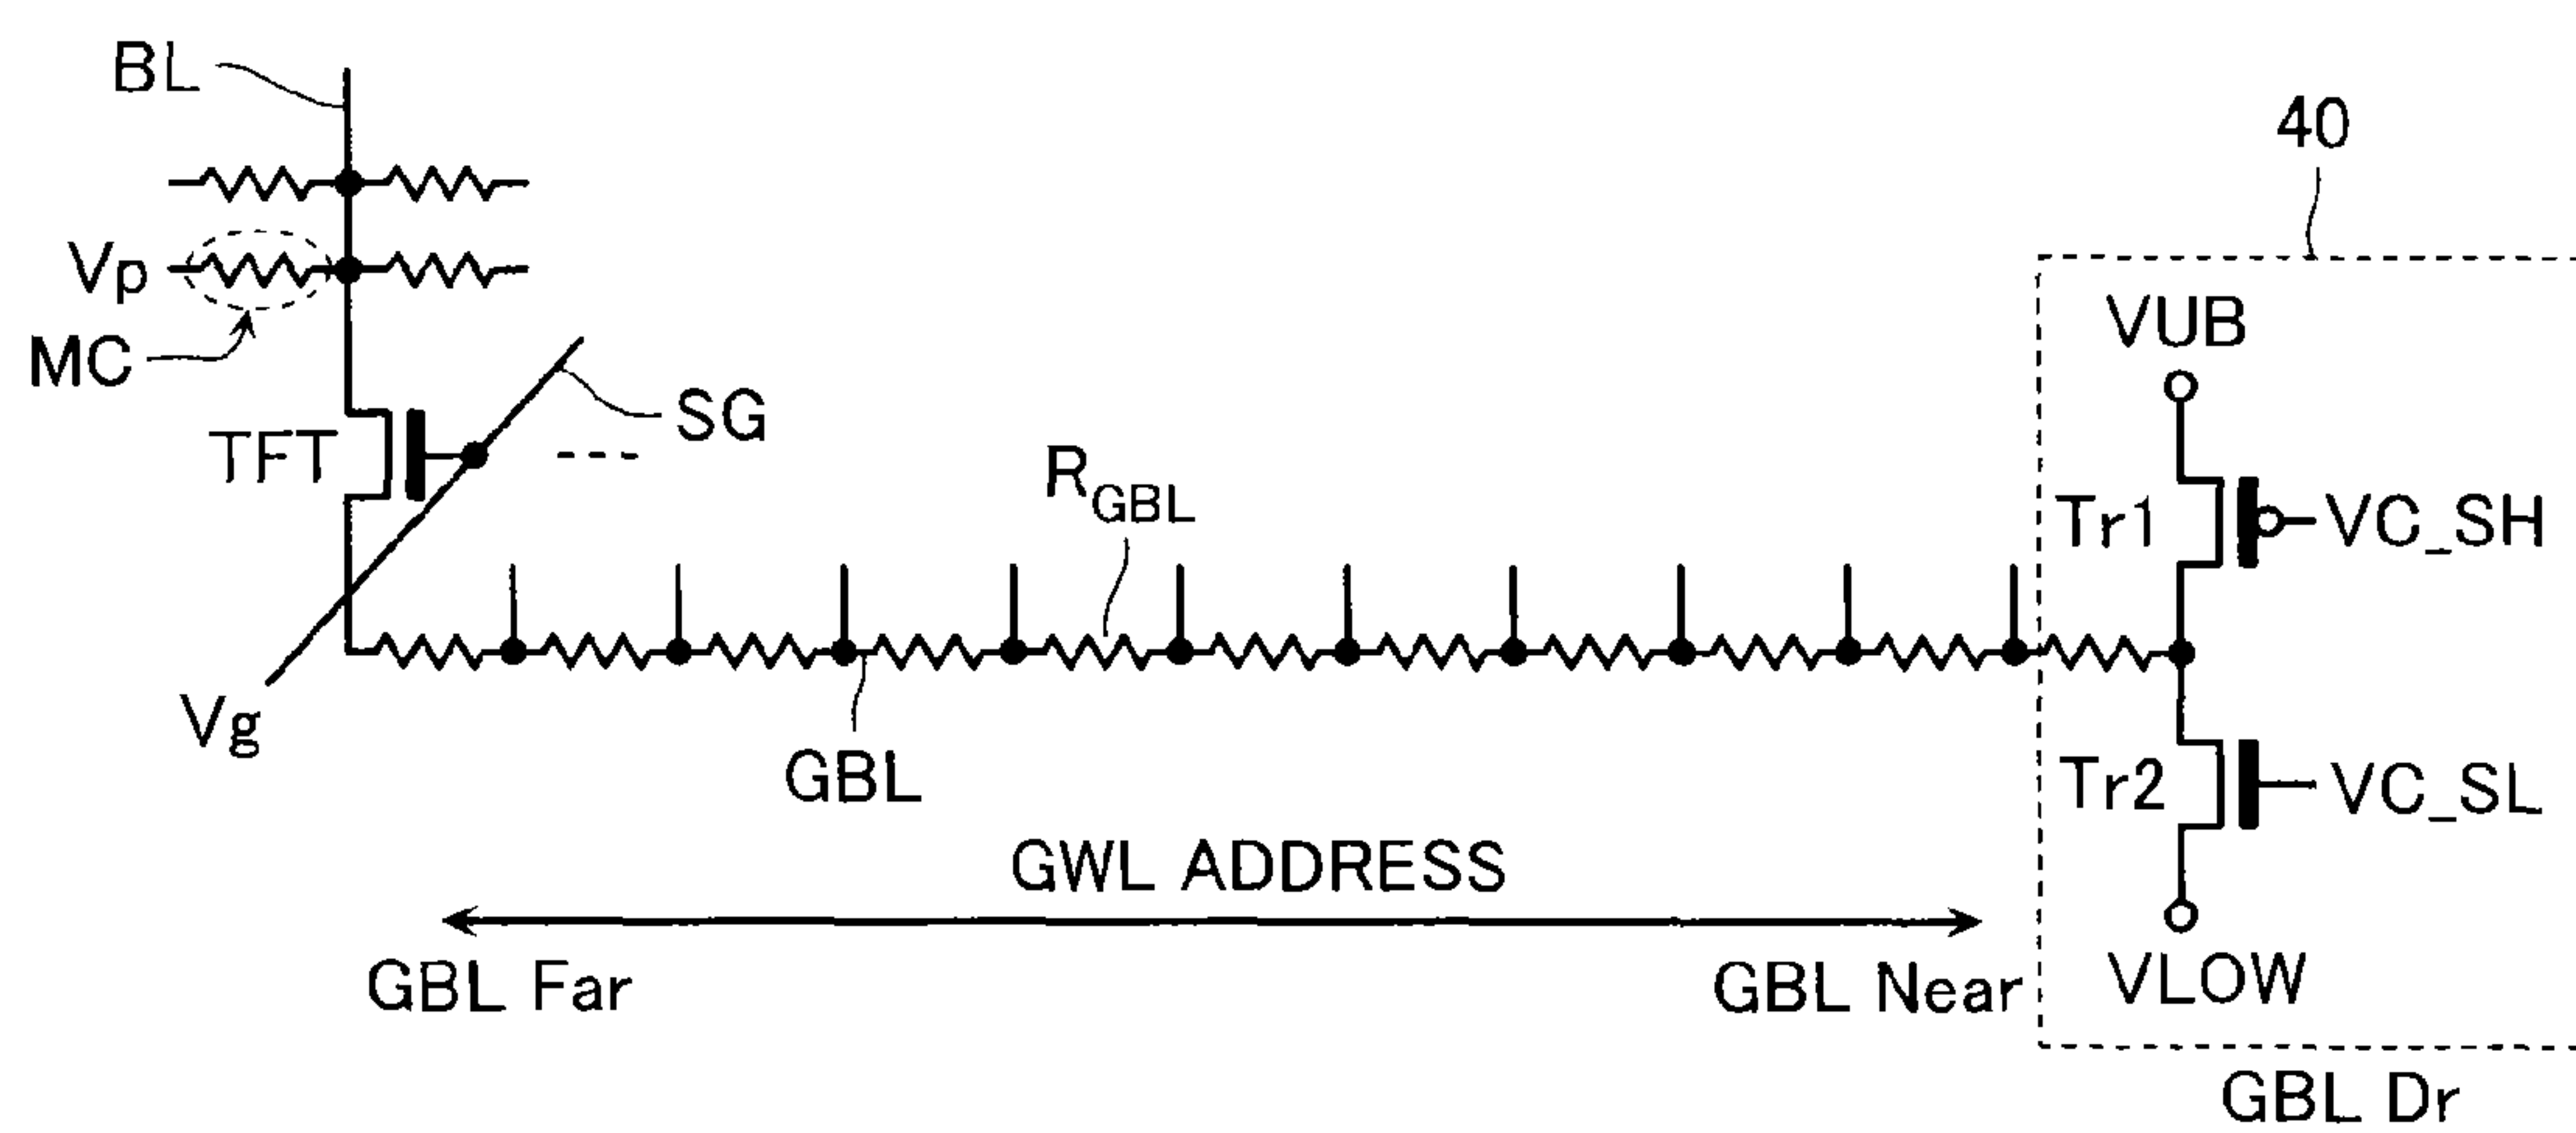 BL
40
Vp
MC
VUB
TFT
SG
R_GBL
Tr1
VC_SH
Vg
GBL
Tr2
VC_SL
GWL ADDRESS
GBL Far
GBL Near
VLOW
GBL Dr